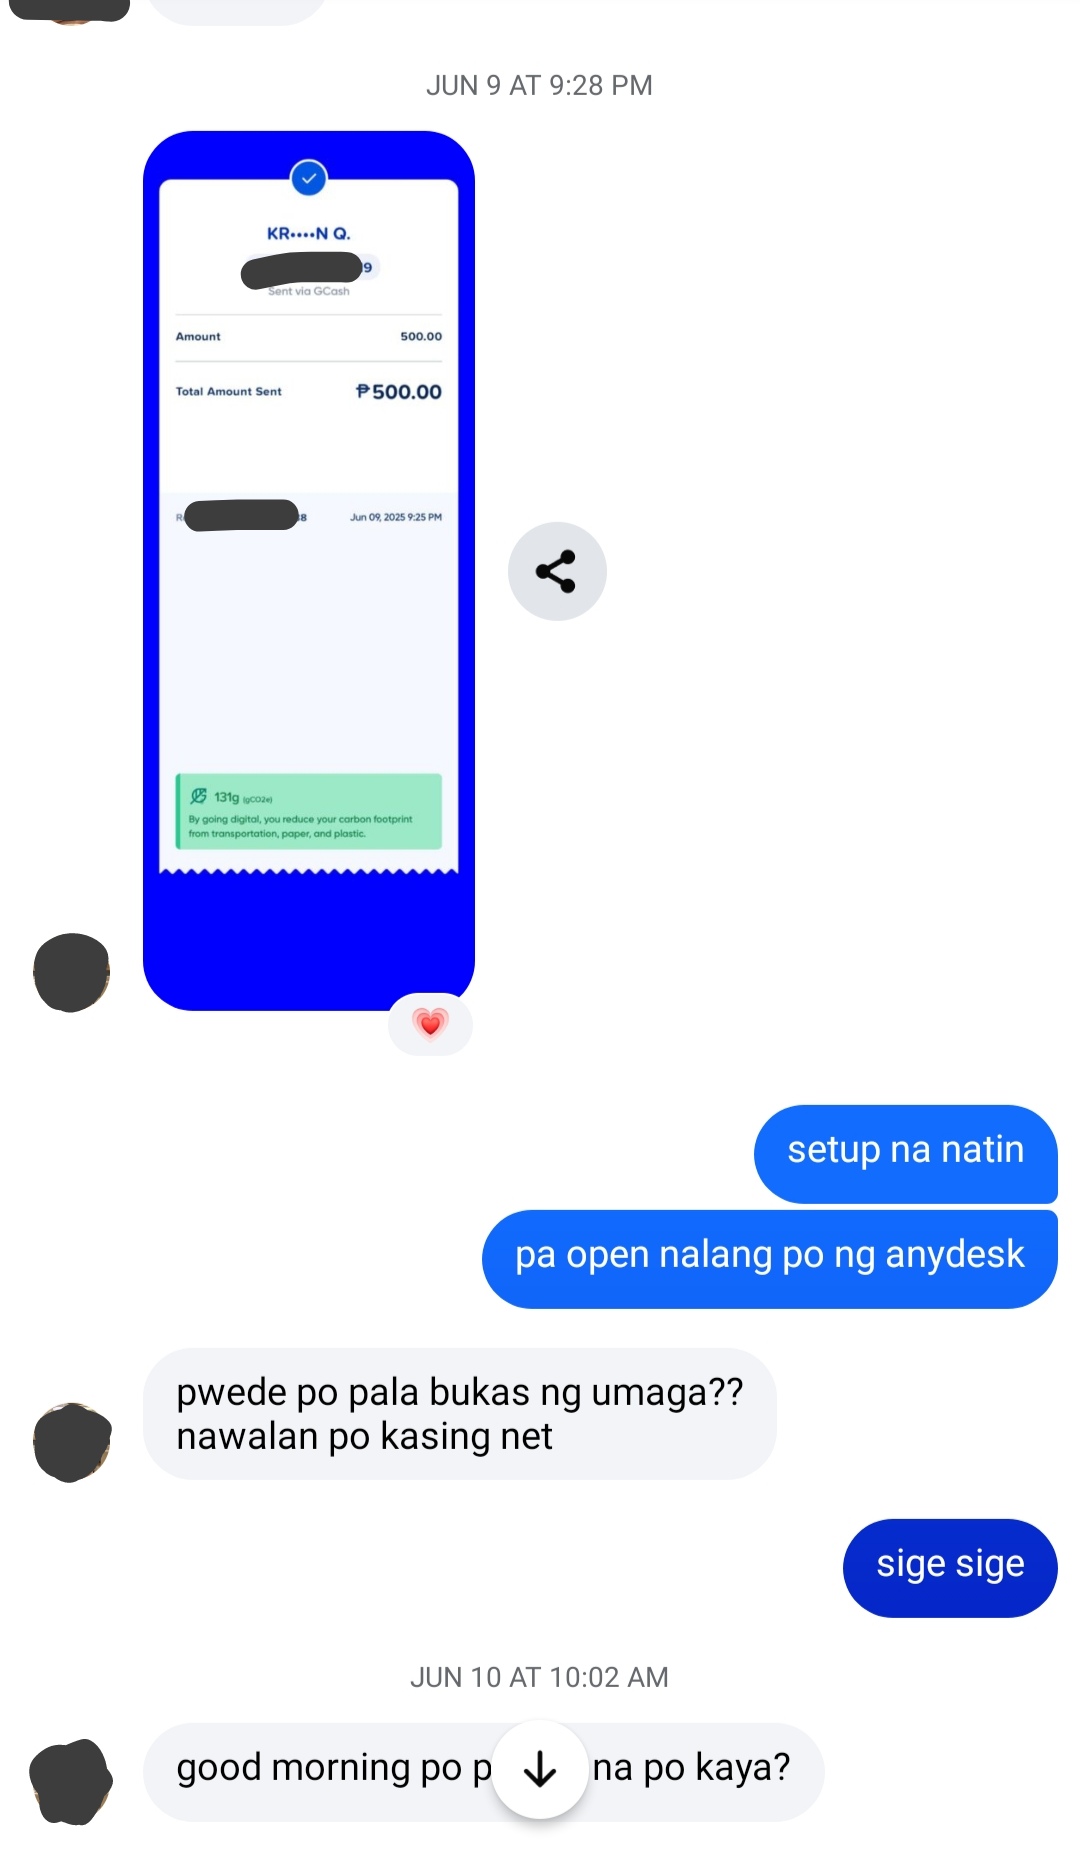 JUN 9 AT 9:28 PM
KR••••N Q.
9
Sent via GCash
Amount 500.00
Total Amount Sent ₱500.00
8 Jun 09, 2025 9:25 PM
131g (gCO2e)
By going digital, you reduce your carbon footprint
from transportation, paper, and plastic.
setup na natin
pa open nalang po ng anydesk
pwede po pala bukas ng umaga??
nawalan po kasing net
sige sige
JUN 10 AT 10:02 AM
good morning po p na po kaya?